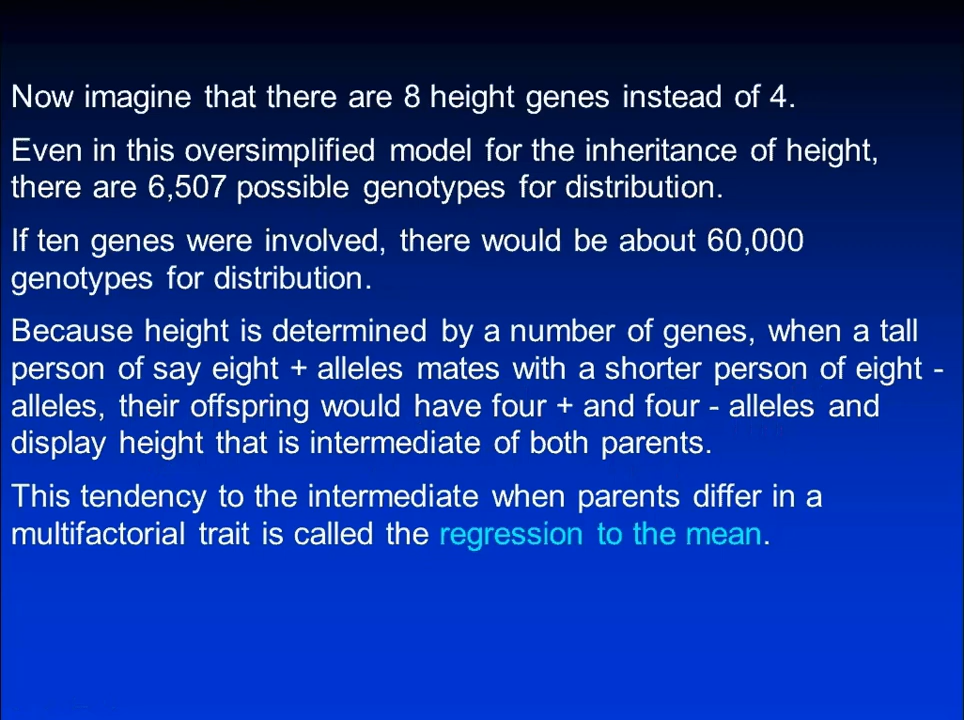 Now imagine that there are 8 height genes instead of 4.
Even in this oversimplified model for the inheritance of height,
there are 6,507 possible genotypes for distribution.
If ten genes were involved, there would be about 60,000
genotypes for distribution.
Because height is determined by a number of genes, when a tall
person of say eight + alleles mates with a shorter person of eight -
alleles, their offspring would have four + and four - alleles and
display height that is intermediate of both parents.
This tendency to the intermediate when parents differ in a
multifactorial trait is called the regression to the mean.